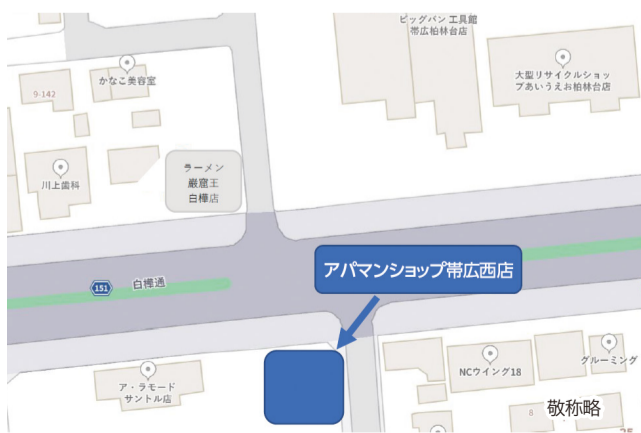 ビッグバン 工具館
帯広柏林台店
かなこ美容室
大型リサイクルショッ
プあいうえお柏林台店
9-142
川上歯科
ラーメン
巌窟王
白樺店
アパマンショップ帯広西店
151
白樺通
ア・ラモード
サントル店
NCウイング18
グルーミング
8
敬称略